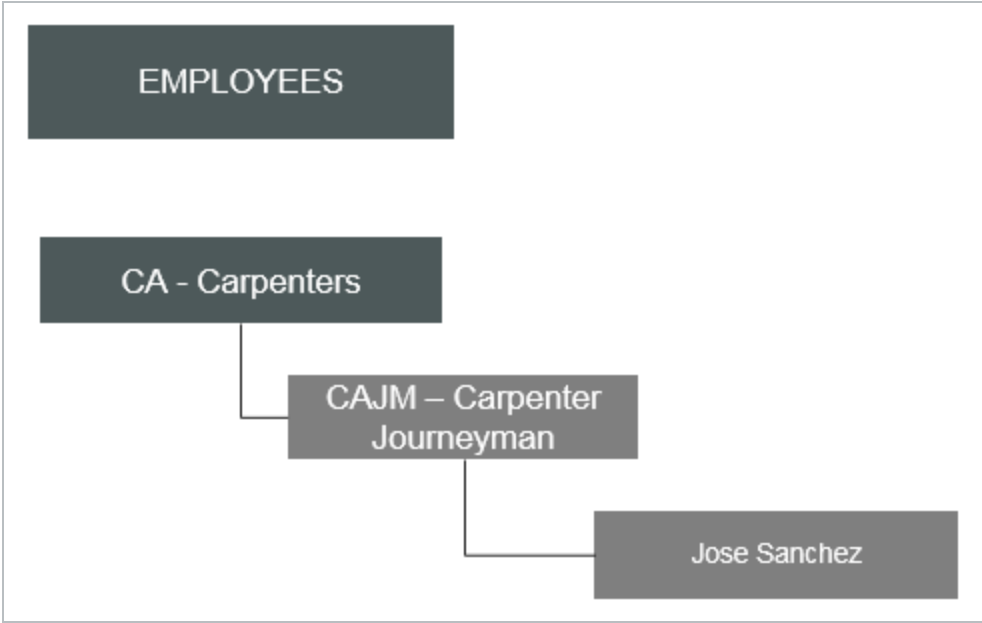 EMPLOYEES
CA - Carpenters
CAJM – Carpenter
Journeyman
Jose Sanchez